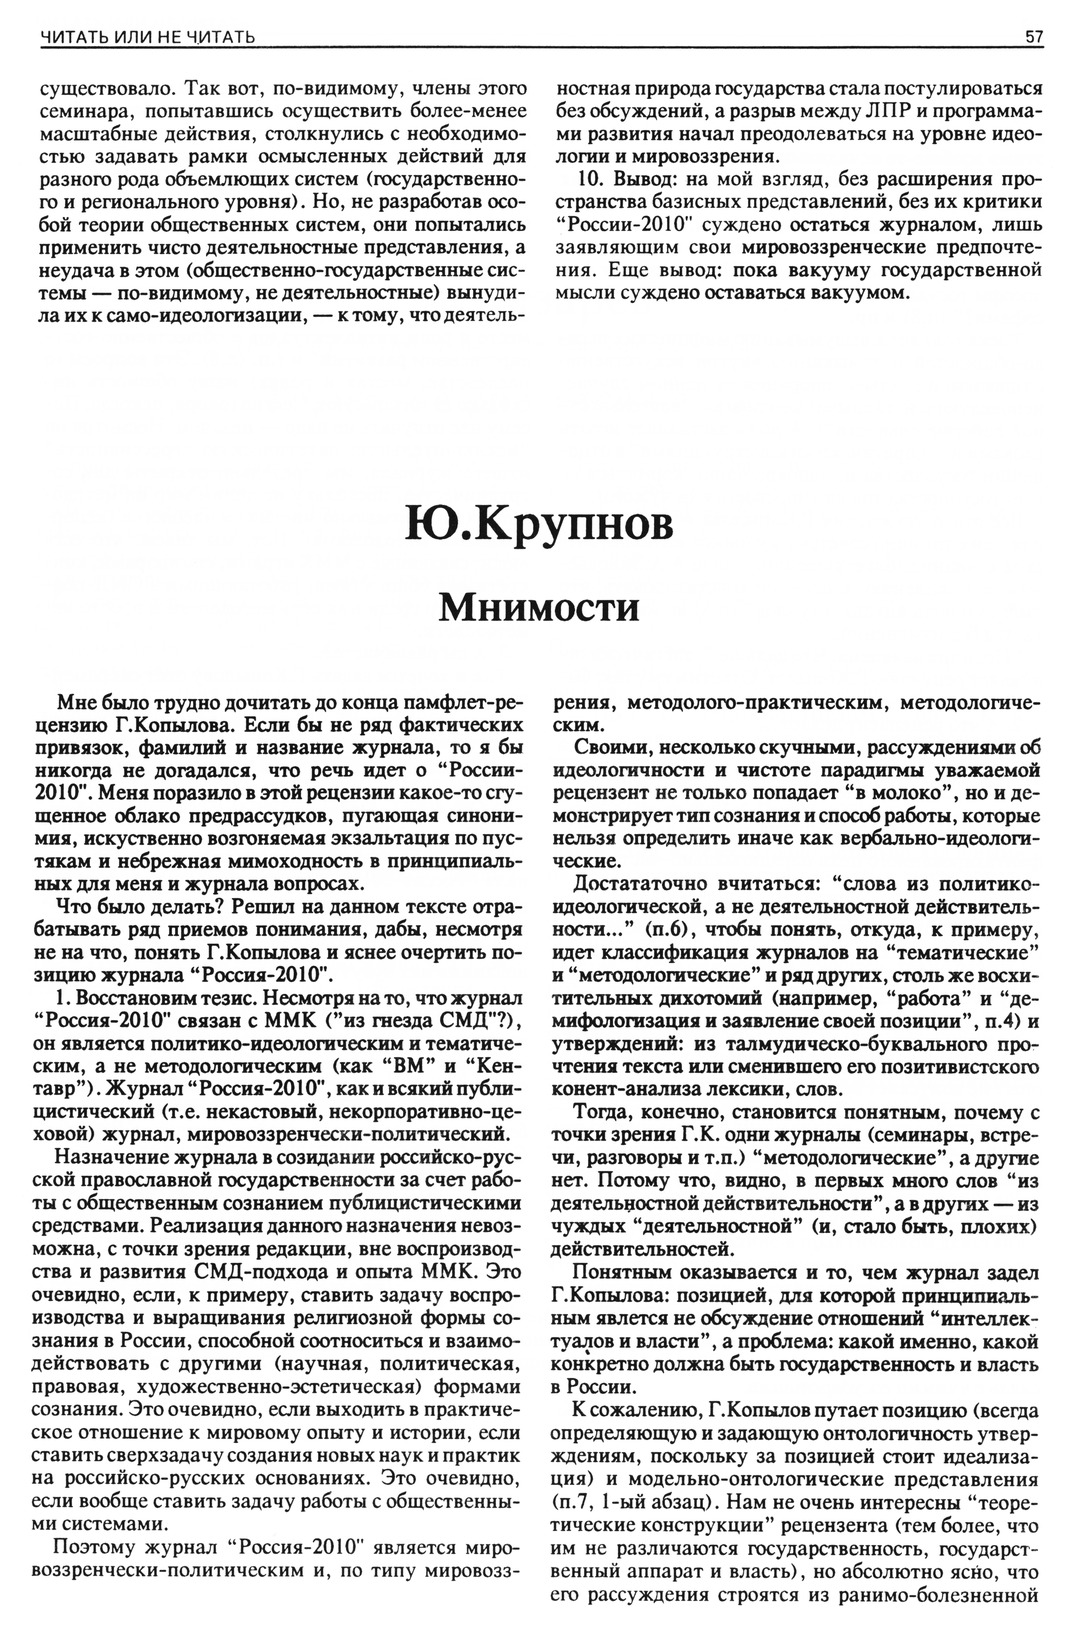 ЧИТАТЬ ИЛИ НЕ ЧИТАТЬ 57
существовало. Так вот, по-видимому, члены этого
семинара, попытавшись осуществить более-менее
масштабные действия, столкнулись с необходимо-
стью задавать рамки осмысленных действий для
разного рода объемлющих систем (государственно-
го и регионального уровня). Но, не разработав осо-
бой теории общественных систем, они попытались
применить чисто деятельностные представления, а
неудача в этом (общественно-государственные сис-
темы — по-видимому, не деятельностные) вынуди-
ла их к само-идеологизации, — к тому, что деятель-
ностная природа государства стала постулироваться
без обсуждений, а разрыв между ЛПР и программа-
ми развития начал преодолеваться на уровне идео-
логии и мировоззрения.
10. Вывод: на мой взгляд, без расширения про-
странства базисных представлений, без их критики
“России-2010" суждено остаться журналом, лишь
заявляющим свои мировоззренческие предпочте-
ния. Еще вывод: пока вакууму государственной
мысли суждено оставаться вакуумом.
Ю.Крупнов
Мнимости
Мне было трудно дочитать до конца памфлет-ре-
цензию Г.Копылова. Если бы не ряд фактических
привязок, фамилий и название журнала, то я бы
никогда не догадался, что речь идет о “России-
2010". Меня поразило в этой рецензии какое-то сгу-
щенное облако предрассудков, пугающая синони-
мия, искуственно возгоняемая экзальтация по пус-
тякам и небрежная мимоходность в принципиаль-
ных для меня и журнала вопросах.
Что было делать? Решил на данном тексте отра-
батывать ряд приемов понимания, дабы, несмотря
не на что, понять Г.Копылова и яснее очертить по-
зицию журнала “Россия-2010".
1. Восстановим тезис. Несмотря на то, что журнал
“Россия-2010" связан с ММК ("из гнезда СМД"?),
он является политико-идеологическим и тематиче-
ским, а не методологическим (как “ВМ” и “Кен-
тавр”). Журнал “Россия-2010", как и всякий публи-
цистический (т.е. некастовый, некорпоративно-це-
ховой) журнал, мировоззренчески-политический.
Назначение журнала в созидании российско-рус-
ской православной государственности за счет рабо-
ты с общественным сознанием публицистическими
средствами. Реализация данного назначения невоз-
можна, с точки зрения редакции, вне воспроизвод-
ства и развития СМД-подхода и опыта ММК. Это
очевидно, если, к примеру, ставить задачу воспро-
изводства и выращивания религиозной формы со-
знания в России, способной соотноситься и взаимо-
действовать с другими (научная, политическая,
правовая, художественно-эстетическая) формами
сознания. Это очевидно, если выходить в практиче-
ское отношение к мировому опыту и истории, если
ставить сверхзадачу создания новых наук и практик
на российско-русских основаниях. Это очевидно,
если вообще ставить задачу работы с общественны-
ми системами.
Поэтому журнал “Россия-2010" является миро-
воззренчески-политическим и, по типу мировозз-
рения, методолого-практическим, методологиче-
ским.
Своими, несколько скучными, рассуждениями об
идеологичности и чистоте парадигмы уважаемой
рецензент не только попадает “в молоко”, но и де-
монстрирует тип сознания и способ работы, которые
нельзя определить иначе как вербально-идеологи-
ческие.
Достататочно вчитаться: “слова из политико-
идеологической, а не деятельностной действитель-
ности...” (п.6), чтобы понять, откуда, к примеру,
идет классификация журналов на “тематические”
и “методологические” и ряд других, столь же восхи-
тительных дихотомий (например, “работа” и “де-
мифологизация и заявление своей позиции”, п.4) и
утверждений: из талмудическо-буквального про-
чтения текста или сменившего его позитивистского
конент-анализа лексики, слов.
Тогда, конечно, становится понятным, почему с
точки зрения Г.К. одни журналы (семинары, встре-
чи, разговоры и т.п.) “методологические”, а другие
нет. Потому что, видно, в первых много слов “из
деятельностной действительности”, а в других — из
чуждых “деятельностной” (и, стало быть, плохих)
действительностей.
Понятным оказывается и то, чем журнал задел
Г.Копылова: позицией, для которой принципиаль-
ным явлется не обсуждение отношений “интеллек-
туалов и власти”, а проблема: какой именно, какой
конкретно должна быть государственность и власть
в России.
К сожалению, Г.Копылов путает позицию (всегда
определяющую и задающую онтологичность утвер-
ждениям, поскольку за позицией стоит идеализа-
ция) и модельно-онтологические представления
(п.7, 1-ый абзац). Нам не очень интересны “теоре-
тические конструкции” рецензента (тем более, что
им не различаются государственность, государст-
венный аппарат и власть), но абсолютно ясно, что
его рассуждения строятся из ранимо-болезненной